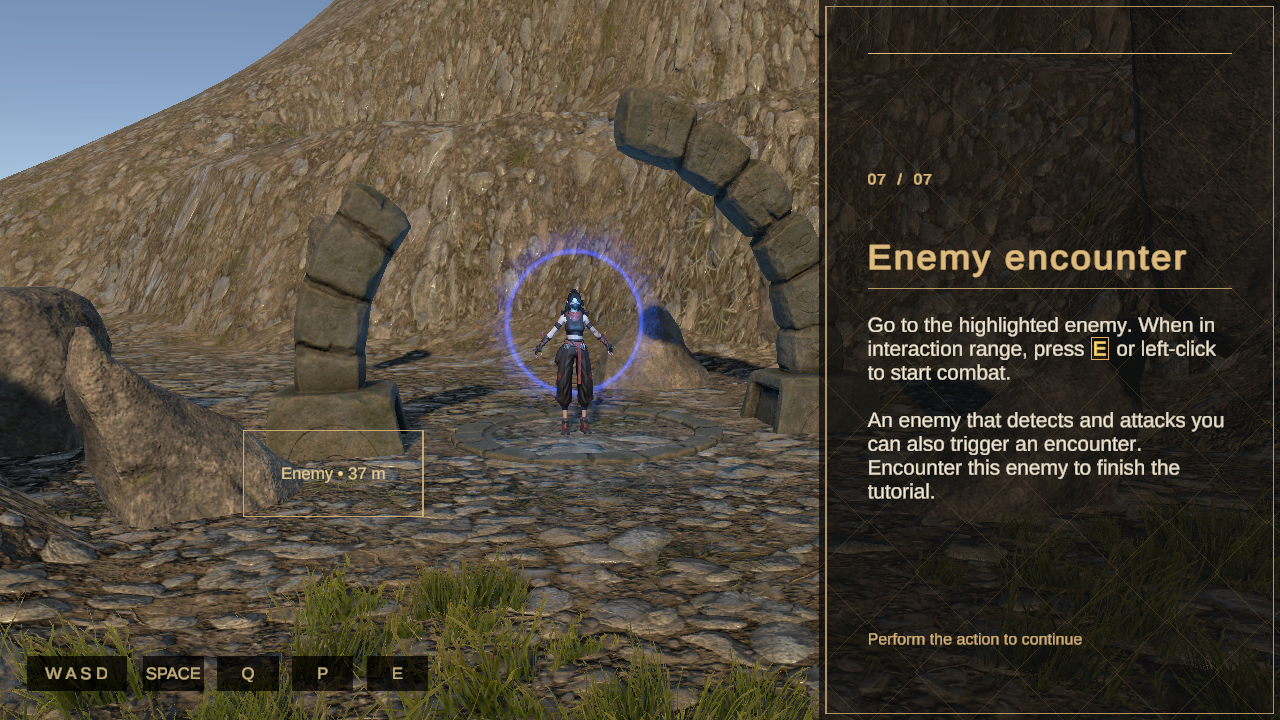 07 / 07
Enemy encounter
Go to the highlighted enemy. When in
interaction range, press E or left-click
to start combat.
An enemy that detects and attacks you
can also trigger an encounter.
Encounter this enemy to finish the
tutorial.
Enemy • 37 m
Perform the action to continue
WASD SPACE Q P E